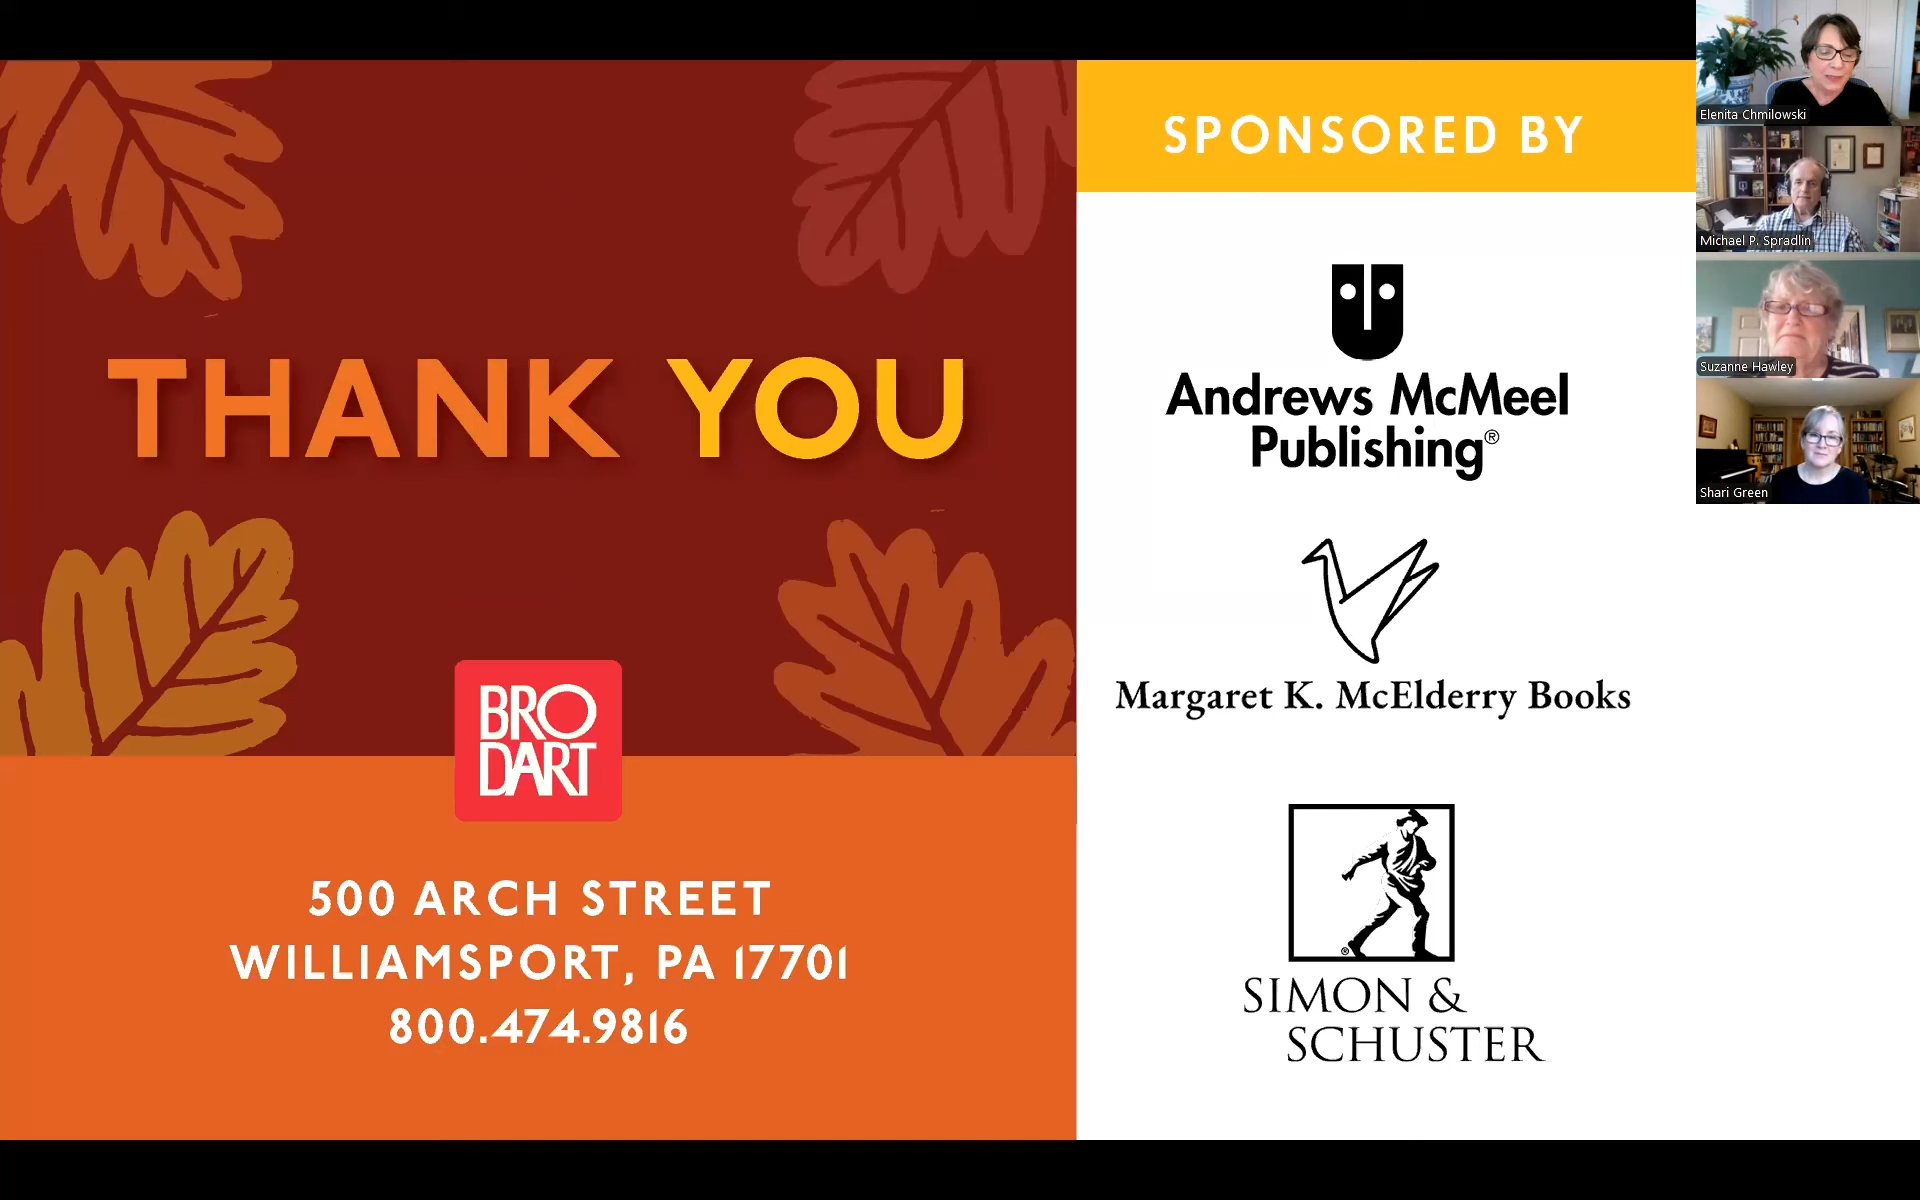 THANK YOU
BRO
DART
500 ARCH STREET
WILLIAMSPORT, PA 17701
800.474.9816
SPONSORED BY
Andrews McMeel
Publishing®
Margaret K. McElderry Books
®
SIMON &
SCHUSTER
Elenita Chmilowski
Michael P. Spradlin
Suzanne Hawley
Shari Green